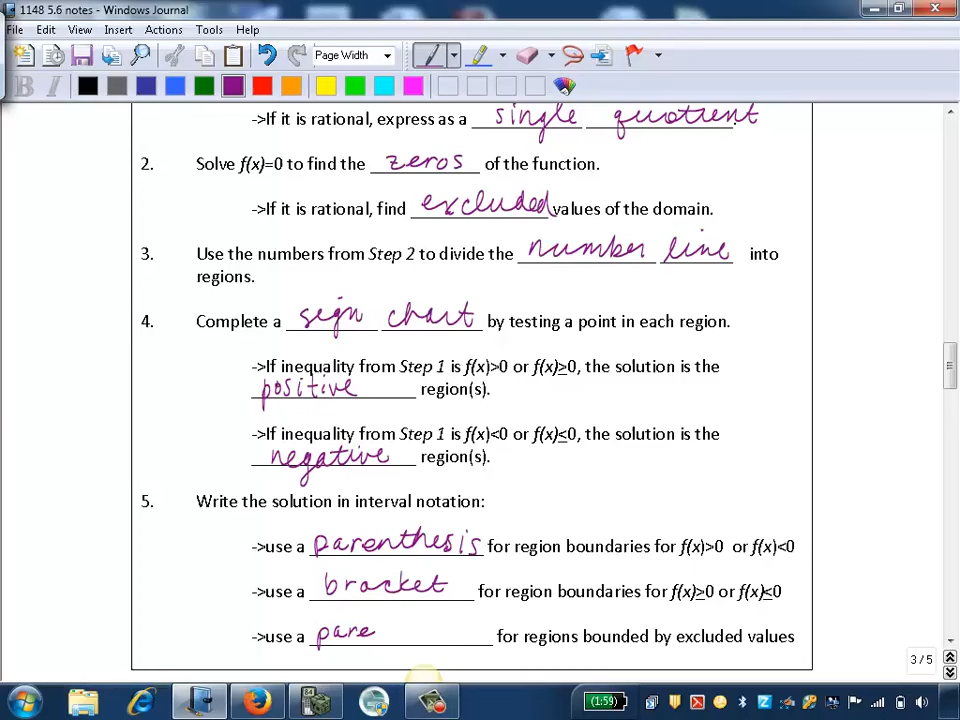 1148 5.6 notes - Windows Journal
File Edit View Insert Actions Tools Help
Page Width
B I
->If it is rational, express as a single quotient.
2. Solve f(x)=0 to find the zeros of the function.
->If it is rational, find excluded values of the domain.
3. Use the numbers from Step 2 to divide the number line into
regions.
4. Complete a sign chart by testing a point in each region.
->If inequality from Step 1 is f(x)>0 or f(x)≥0, the solution is the
positive region(s).
->If inequality from Step 1 is f(x)<0 or f(x)≤0, the solution is the
negative region(s).
5. Write the solution in interval notation:
->use a parenthesis for region boundaries for f(x)>0 or f(x)<0
->use a bracket for region boundaries for f(x)≥0 or f(x)≤0
->use a pare for regions bounded by excluded values
3/5
(1:59)